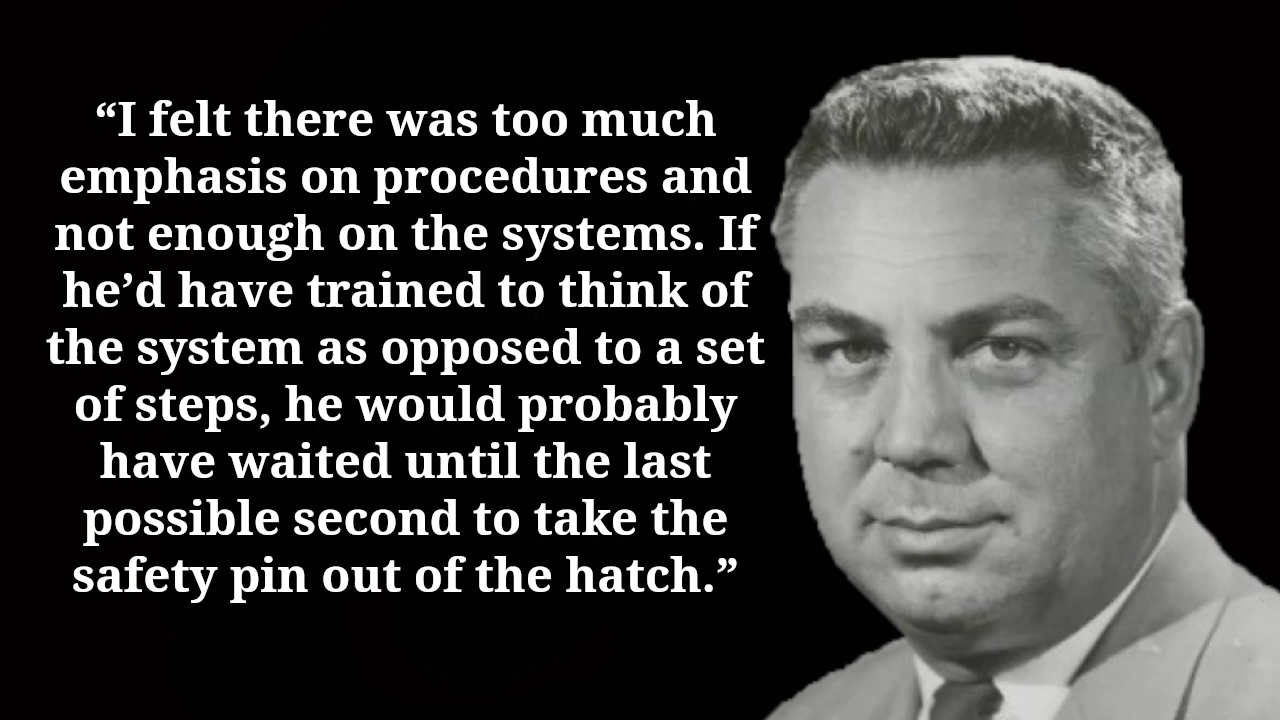 “I felt there was too much
emphasis on procedures and
not enough on the systems. If
he’d have trained to think of
the system as opposed to a set
of steps, he would probably
have waited until the last
possible second to take the
safety pin out of the hatch.”